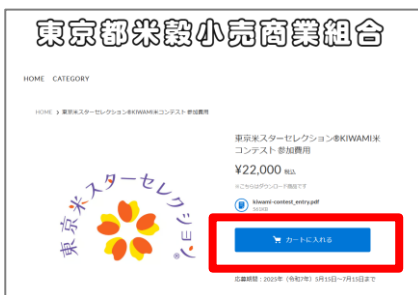 東京都米穀小売商業組合
HOME CATEGORY
HOME 東京米スターセレクション®KIWAMI米コンテスト 参加費用
東京米スターセレクション®KIWAMI米
コンテスト 参加費用
¥22,000 税込
※こちらはダウンロード商品です
kiwami-contest_entry.pdf
東京米スターセレクション®
カートに入れる
応募期間：2025年（令和7年）5月15日～7月15日まで